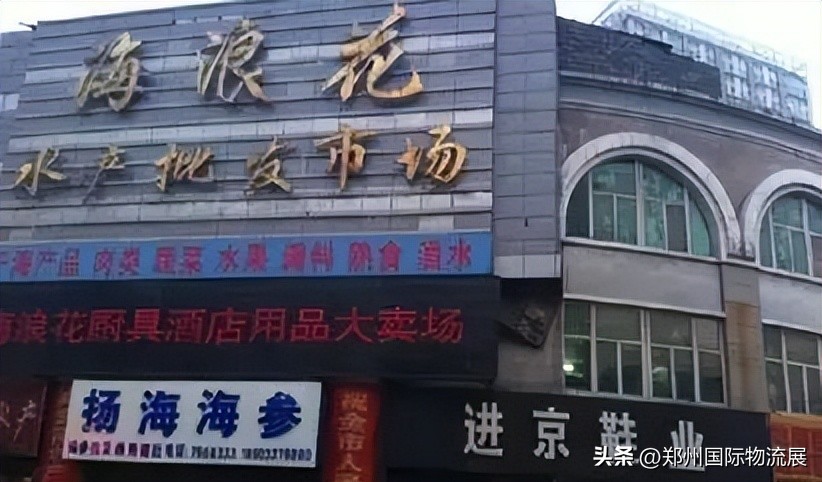 海浪花
水产批发市场
海产品 肉类 蔬菜 水果 调料 熟食 酒水
海浪花厨具酒店用品大卖场
扬海海参
进京鞋业
头条 @郑州国际物流展